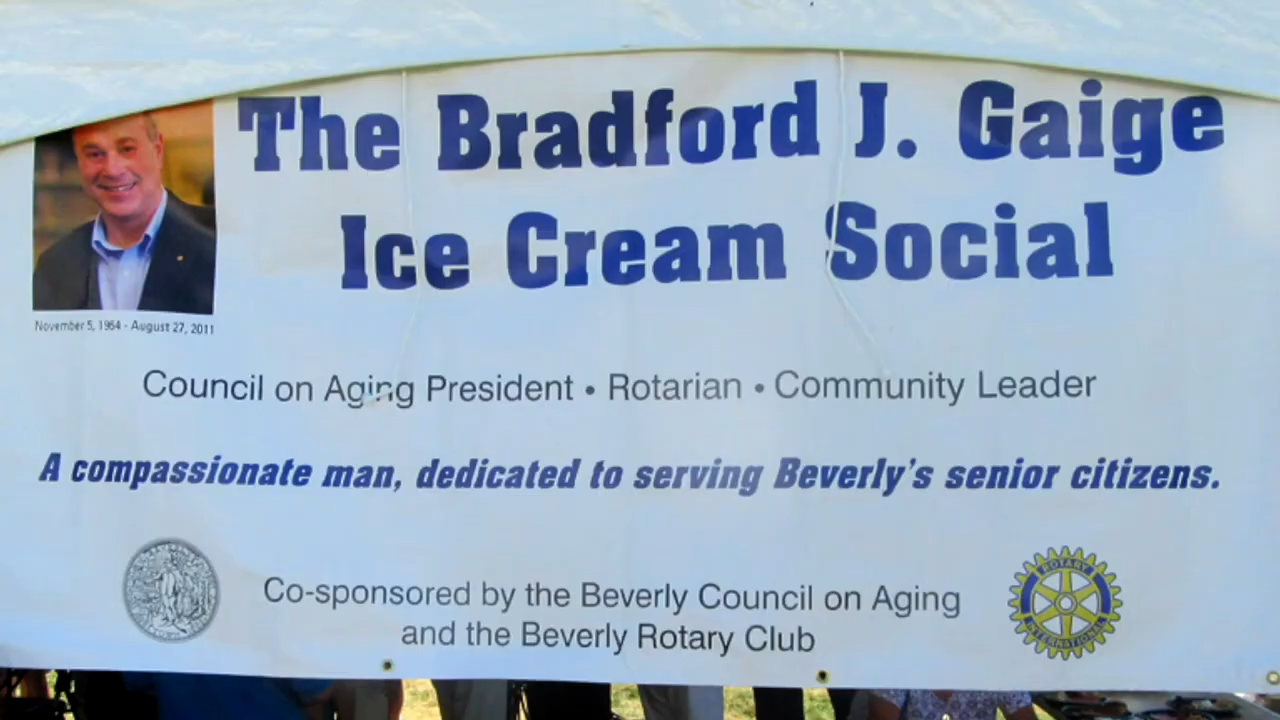 The Bradford J. Gaige
Ice Cream Social
November 5, 1964 - August 27, 2011
Council on Aging President • Rotarian • Community Leader
A compassionate man, dedicated to serving Beverly's senior citizens.
Co-sponsored by the Beverly Council on Aging
and the Beverly Rotary Club
ROTARY
INTERNATIONAL